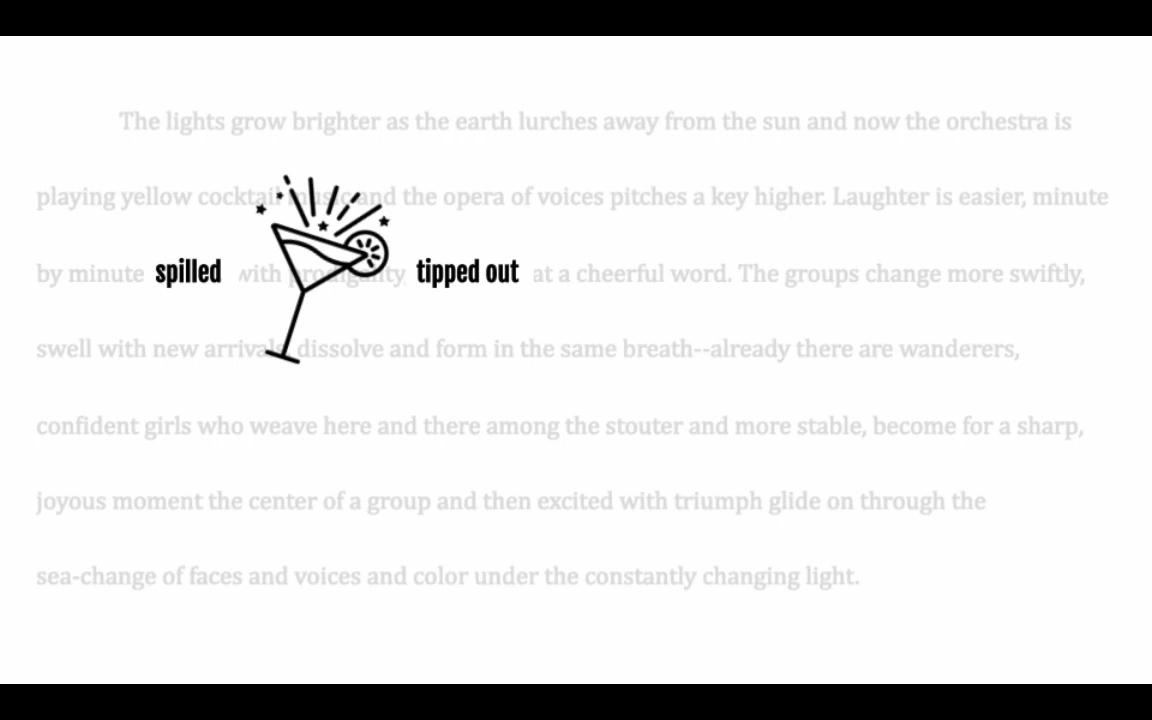 The lights grow brighter as the earth lurches away from the sun and now the orchestra is
playing yellow cocktail music and the opera of voices pitches a key higher. Laughter is easier, minute
by minute spilled with prodigality, tipped out at a cheerful word. The groups change more swiftly,
swell with new arrivals, dissolve and form in the same breath--already there are wanderers,
confident girls who weave here and there among the stouter and more stable, become for a sharp,
joyous moment the center of a group and then excited with triumph glide on through the
sea-change of faces and voices and color under the constantly changing light.